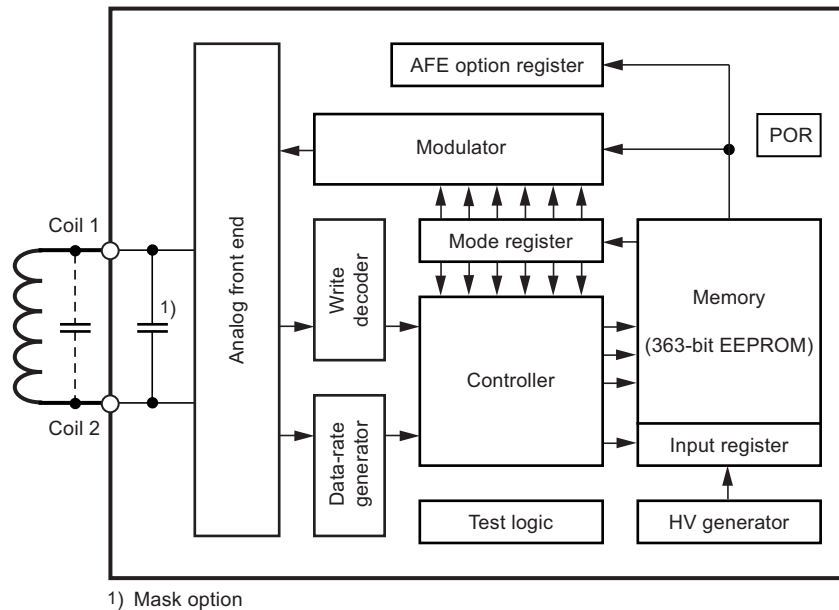 AFE option register
POR
Modulator
Coil 1
Mode register
Analog front end
Write
decoder
1)
Memory
(363-bit EEPROM)
Controller
Coil 2
Data-rate
generator
Input register
Test logic
HV generator
1) Mask option